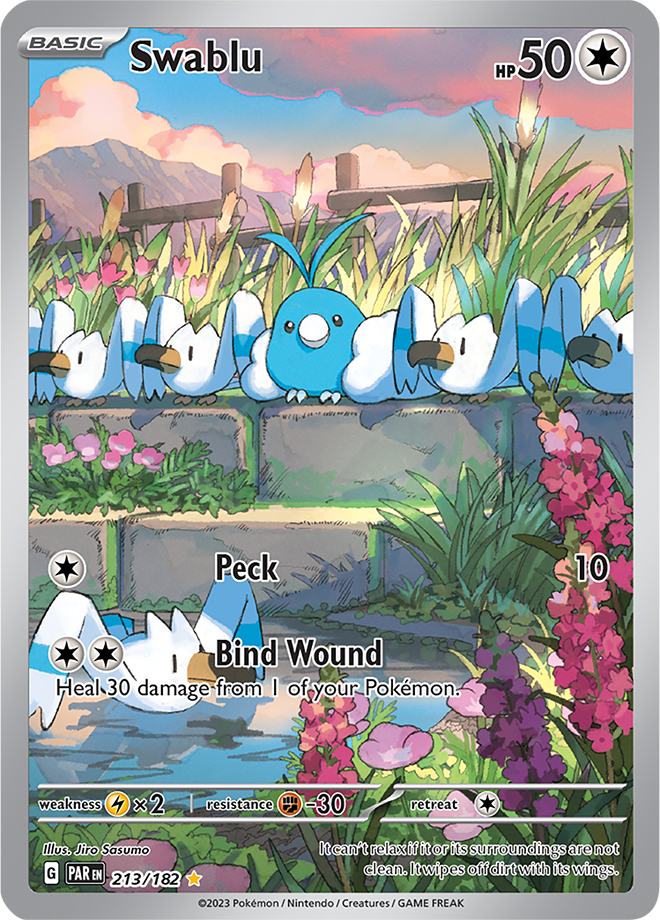 BASIC
Swablu
HP 50
Peck 10
Bind Wound
Heal 30 damage from 1 of your Pokémon.
weakness ×2 resistance -30 retreat
Illus. Jiro Sasumo
It can't relax if it or its surroundings are not
clean. It wipes off dirt with its wings.
G PAR EN 213/182
©2023 Pokémon / Nintendo / Creatures / GAME FREAK